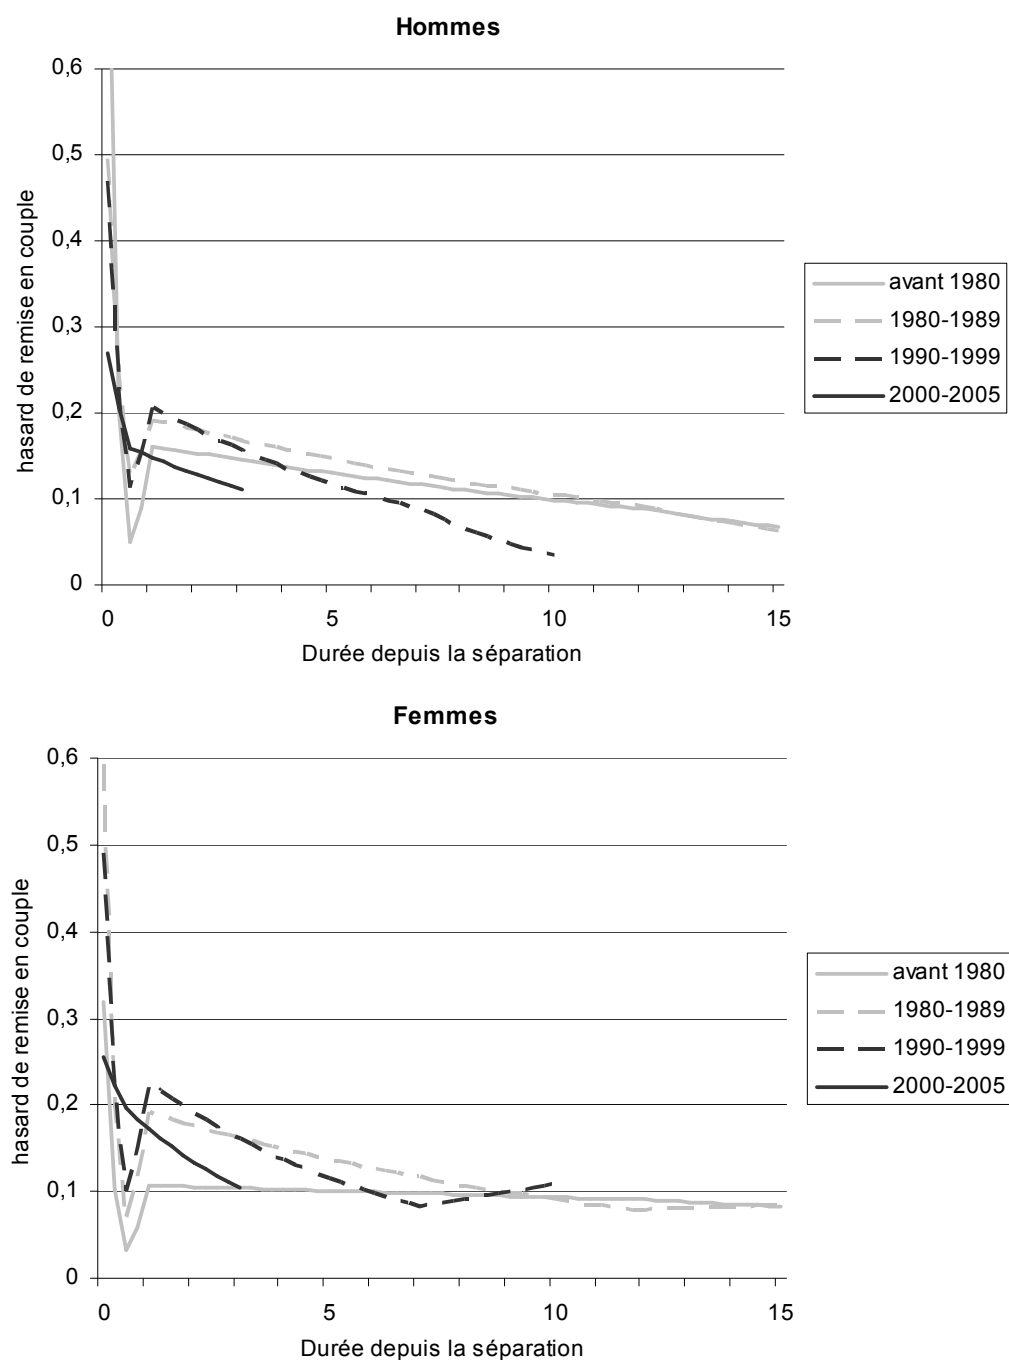 Hommes
0,6
0,5
0,4
0,3
0,2
0,1
0
hasard de remise en couple
0 5 10 15
Durée depuis la séparation
avant 1980
1980-1989
1990-1999
2000-2005
Femmes
0,6
0,5
0,4
0,3
0,2
0,1
0
hasard de remise en couple
0 5 10 15
Durée depuis la séparation
avant 1980
1980-1989
1990-1999
2000-2005